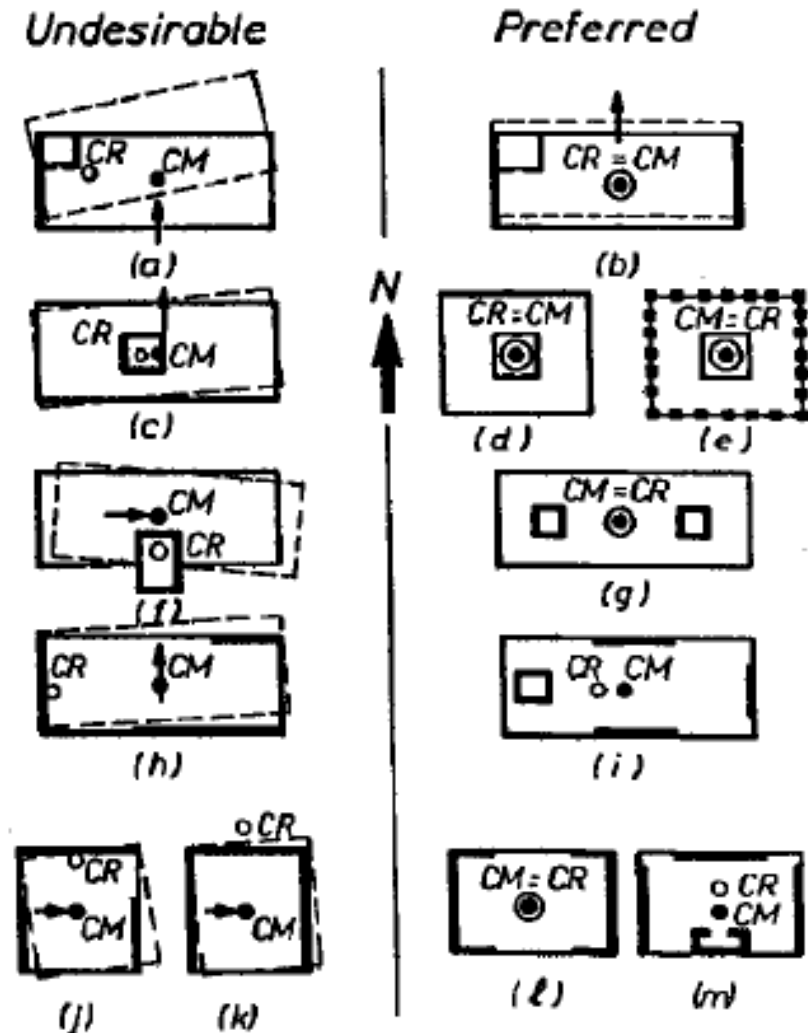 Undesirable Preferred
CR CM
CR = CM
(a) (b)
N
CR CM
CR = CM
CM = CR
(c) (d) (e)
CM
CR
CM = CR
(f) (g)
CR CM
CR CM
(h) (i)
CR
CM
CR
CM
CM = CR
CR
CM
(j) (k) (l) (m)